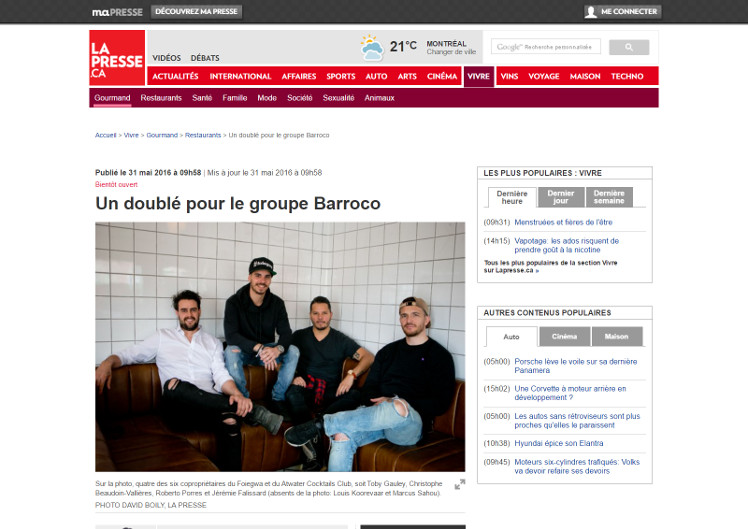 ma PRESSE DÉCOUVREZ MA PRESSE ME CONNECTER
LA PRESSE.CA
VIDÉOS DÉBATS
21°C MONTRÉAL
Changer de ville
Google Recherche personnalisée
ACTUALITÉS INTERNATIONAL AFFAIRES SPORTS AUTO ARTS CINÉMA VIVRE VINS VOYAGE MAISON TECHNO
Gourmand Restaurants Santé Famille Mode Société Sexualité Animaux
Accueil > Vivre > Gourmand > Restaurants > Un doublé pour le groupe Barroco
Publié le 31 mai 2016 à 09h58 | Mis à jour le 31 mai 2016 à 09h58
Bientôt ouvert
Un doublé pour le groupe Barroco
Sur la photo, quatre des six copropriétaires du Foiegwa et du Atwater Cocktails Club, soit Toby Gauley, Christophe
Beaudoin-Vallières, Roberto Porres et Jérémie Falissard (absents de la photo: Louis Koorevaar et Marcus Sahou).
PHOTO DAVID BOILY, LA PRESSE
LES PLUS POPULAIRES : VIVRE
Dernière heure
Dernier jour
Dernière semaine
(09h31) Menstruées et fières de l'être
(14h15) Vapotage: les ados risquent de
prendre goût à la nicotine
Tous les plus populaires de la section Vivre
sur Lapresse.ca »
AUTRES CONTENUS POPULAIRES
Auto Cinéma Maison
(05h00) Porsche lève le voile sur sa dernière
Panamera
(15h02) Une Corvette à moteur arrière en
développement ?
(05h00) Les autos sans rétroviseurs sont plus
proches qu'elles le paraissent
(10h38) Hyundai épice son Elantra
(09h45) Moteurs six-cylindres trafiqués: Volks
va devoir refaire ses devoirs